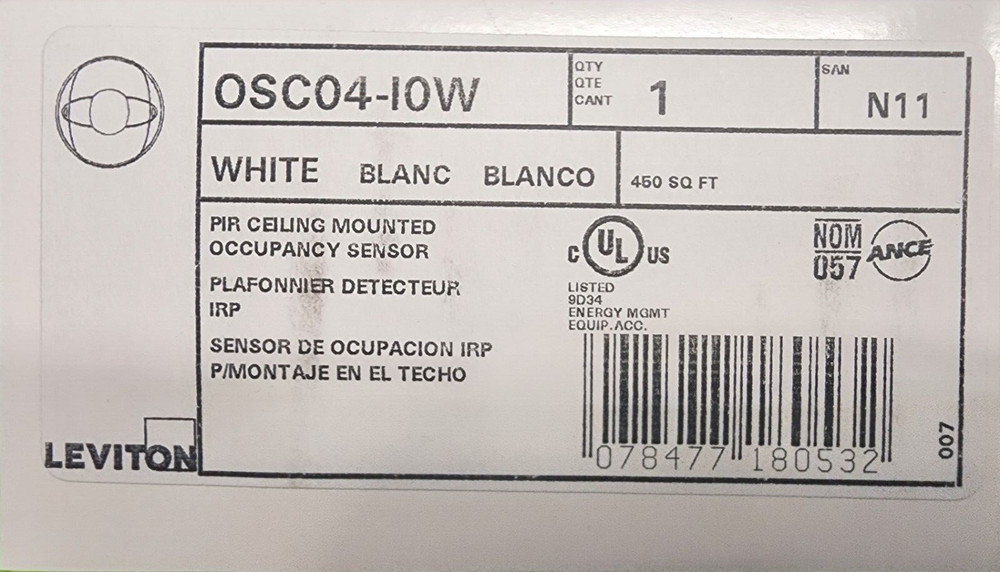 OSC04-I0W
QTY
QTE
CANT
1
SAN
N11
WHITE BLANC BLANCO
450 SQ FT
PIR CEILING MOUNTED
OCCUPANCY SENSOR
PLAFONNIER DETECTEUR
IRP
SENSOR DE OCUPACION IRP
P/MONTAJE EN EL TECHO
C UL US
LISTED
9D34
ENERGY MGMT
EQUIP.ACC.
NOM
057
ANCE
078477 180532
007
LEVITON